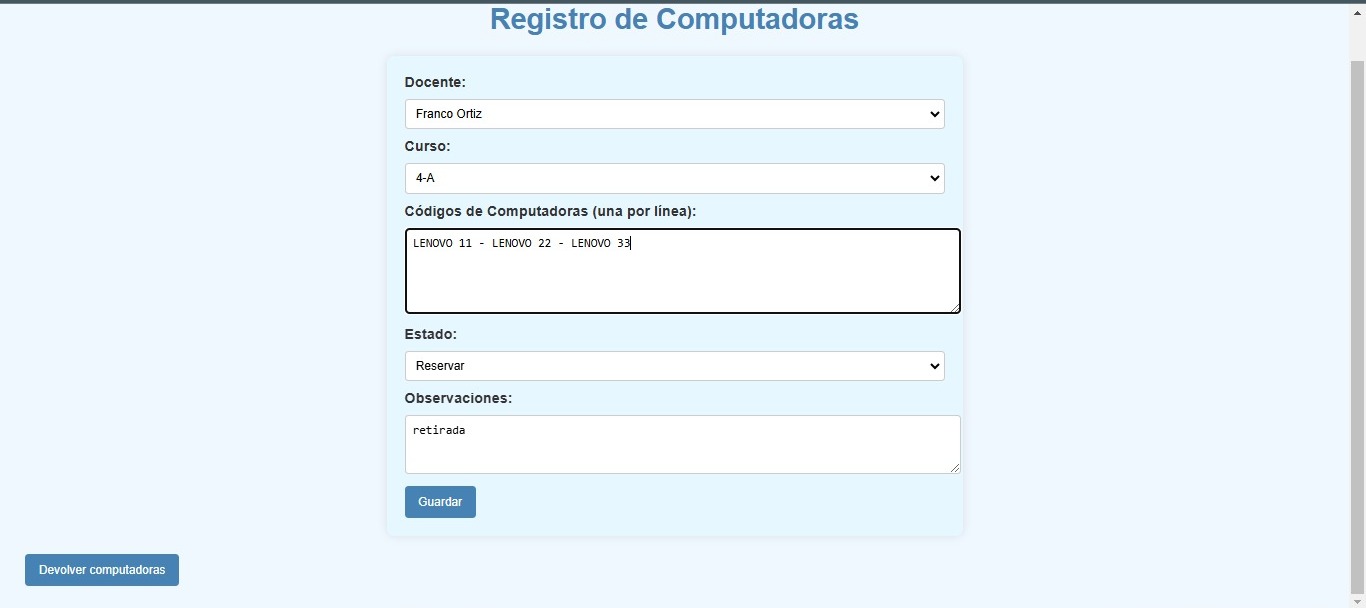 Registro de Computadoras
Docente:
Franco Ortiz
Curso:
4-A
Códigos de Computadoras (una por línea):
LENOVO 11 - LENOVO 22 - LENOVO 33
Estado:
Reservar
Observaciones:
retirada
Guardar
Devolver computadoras